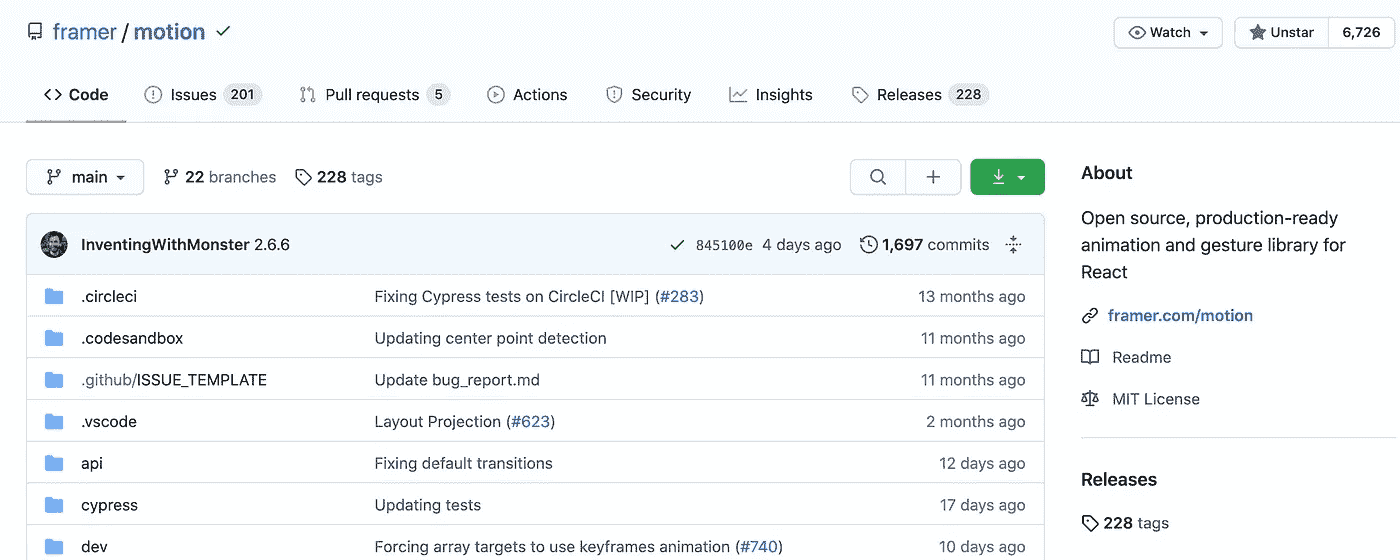 framer / motion
Watch
Unstar 6,726
Code
Issues 201
Pull requests 5
Actions
Security
Insights
Releases 228
main
22 branches
228 tags
InventingWithMonster 2.6.6 845100e 4 days ago 1,697 commits
.circleci Fixing Cypress tests on CircleCI [WIP] (#283) 13 months ago
.codesandbox Updating center point detection 11 months ago
.github/ISSUE_TEMPLATE Update bug_report.md 11 months ago
.vscode Layout Projection (#623) 2 months ago
api Fixing default transitions 12 days ago
cypress Updating tests 17 days ago
dev Forcing array targets to use keyframes animation (#740) 10 days ago
About
Open source, production-ready
animation and gesture library for
React
framer.com/motion
Readme
MIT License
Releases
228 tags